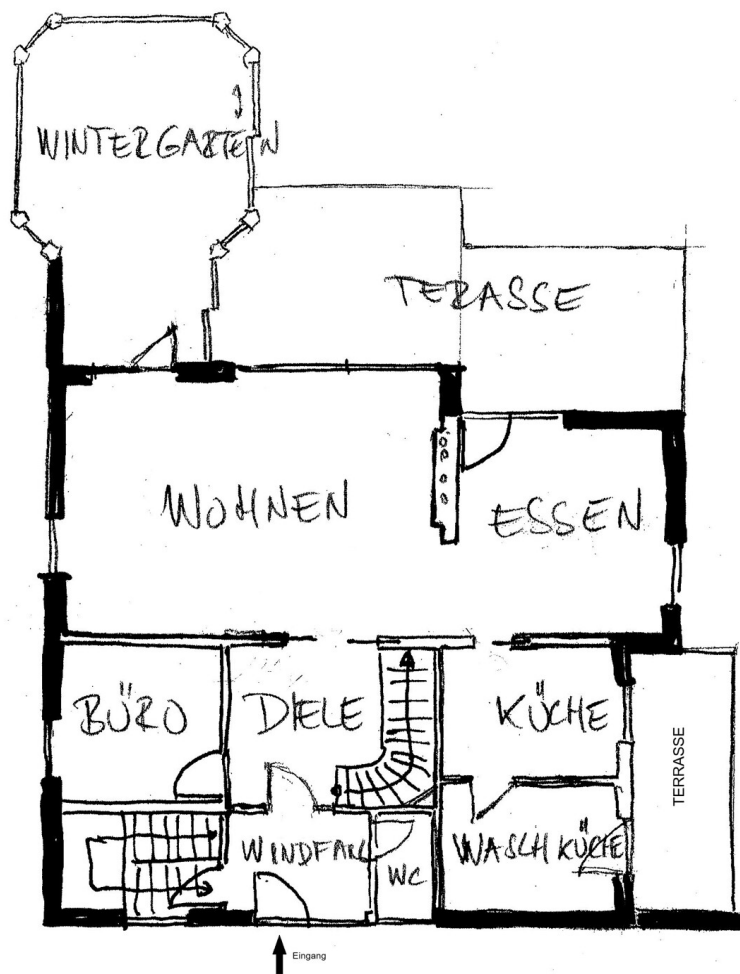 WINTERGARTEN
TERASSE
WOHNEN
ESSEN
BÜRO
DIELE
KÜCHE
TERRASSE
WINDFANG
WC
WASCHKÜCHE
Eingang